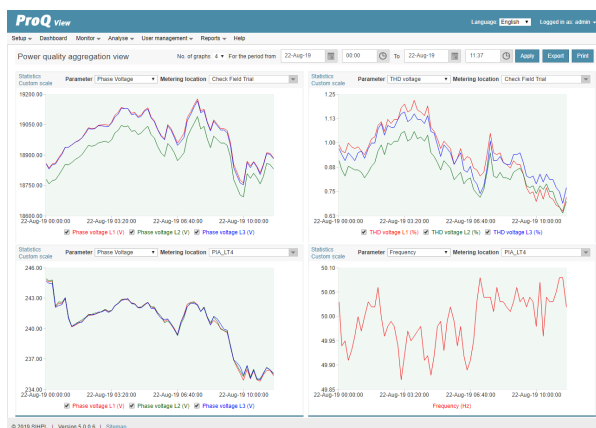 ProQ View
Language English Logged in as: admin
Setup Dashboard Monitor Analyse User management Reports Help
Power quality aggregation view No. of graphs 4 For the period from 22-Aug-19 00:00 To 22-Aug-19 11:37 Apply Export Print
Statistics
Custom scale
Parameter Phase Voltage Metering location Check Field Trial
19200.00
19050.00
18900.00
18750.00
18600.00
22-Aug-19 00:00:00 22-Aug-19 03:20:00 22-Aug-19 06:40:00 22-Aug-19 10:00:00
Phase voltage L1 (V) Phase voltage L2 (V) Phase voltage L3 (V)
Statistics
Custom scale
Parameter THD voltage Metering location Check Field Trial
1.25
1.13
1.00
0.88
0.75
0.63
22-Aug-19 00:00:00 22-Aug-19 03:20:00 22-Aug-19 06:40:00 22-Aug-19 10:00:00
THD voltage L1 (%) THD voltage L2 (%) THD voltage L3 (%)
Statistics
Custom scale
Parameter Phase Voltage Metering location PIA_LT4
246.00
243.00
240.00
237.00
234.00
22-Aug-19 00:00:00 22-Aug-19 03:20:00 22-Aug-19 06:40:00 22-Aug-19 10:00:00
Phase voltage L1 (V) Phase voltage L2 (V) Phase voltage L3 (V)
Statistics
Custom scale
Parameter Frequency Metering location PIA_LT4
50.10
50.05
50.00
49.95
49.90
49.85
22-Aug-19 00:00:00 22-Aug-19 03:20:00 22-Aug-19 06:40:00 22-Aug-19 10:00:00
Frequency (Hz)
© 2019 | Version 5.0.0.6 | Sitemap